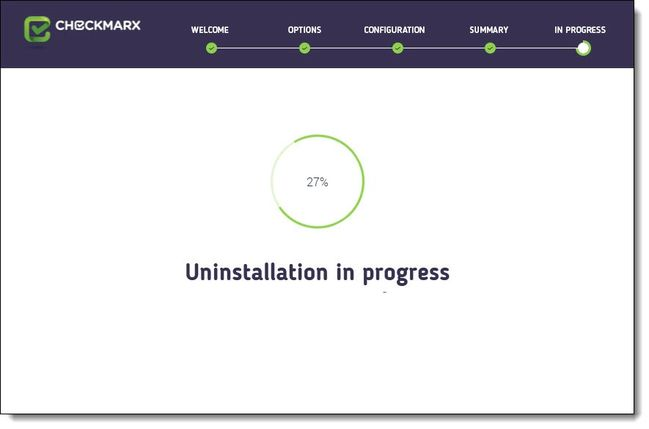 CHECKMARX
WELCOME
OPTIONS
CONFIGURATION
SUMMARY
IN PROGRESS
27%
Uninstallation in progress